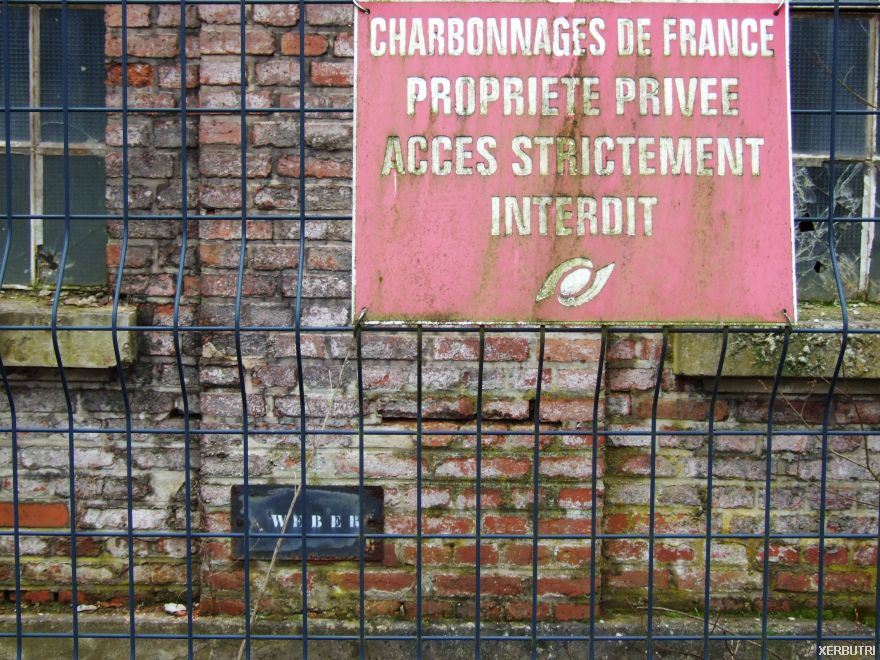 CHARBONNAGES DE FRANCE
PROPRIETE PRIVEE
ACCES STRICTEMENT
INTERDIT
WEBER
XERBUTRI